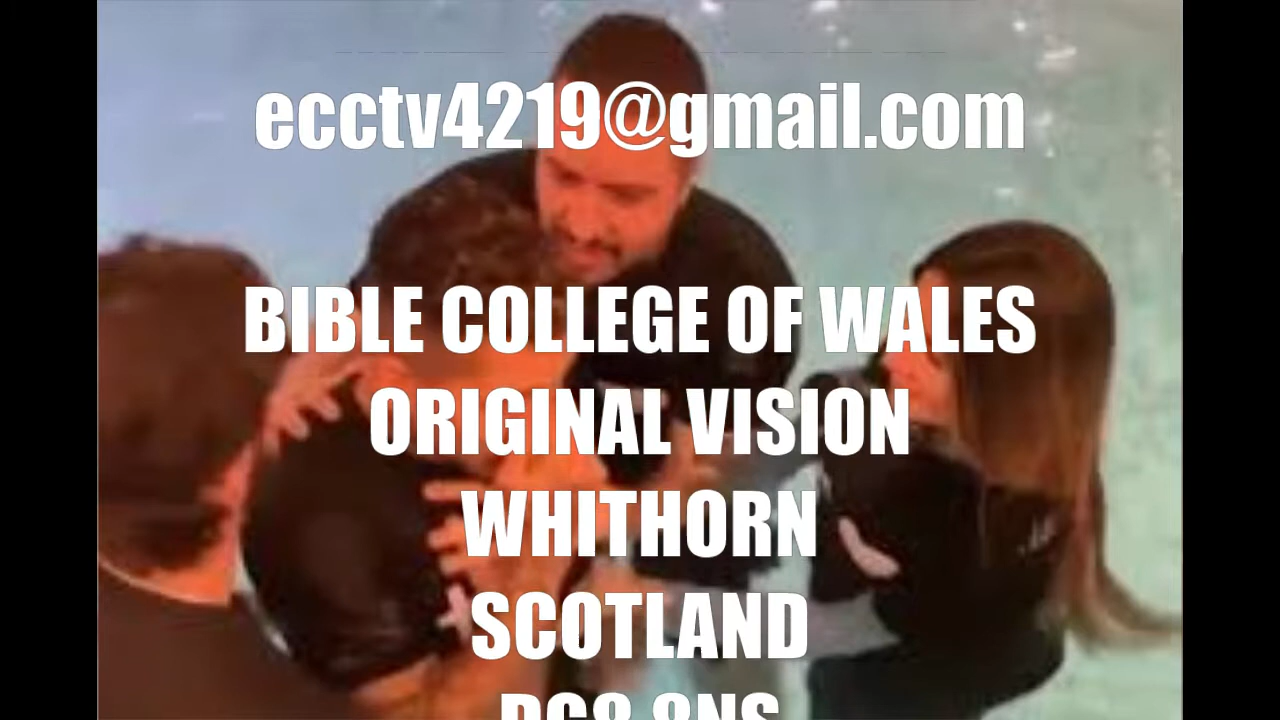 ecctv4219@gmail.com
BIBLE COLLEGE OF WALES
ORIGINAL VISION
WHITHORN
SCOTLAND